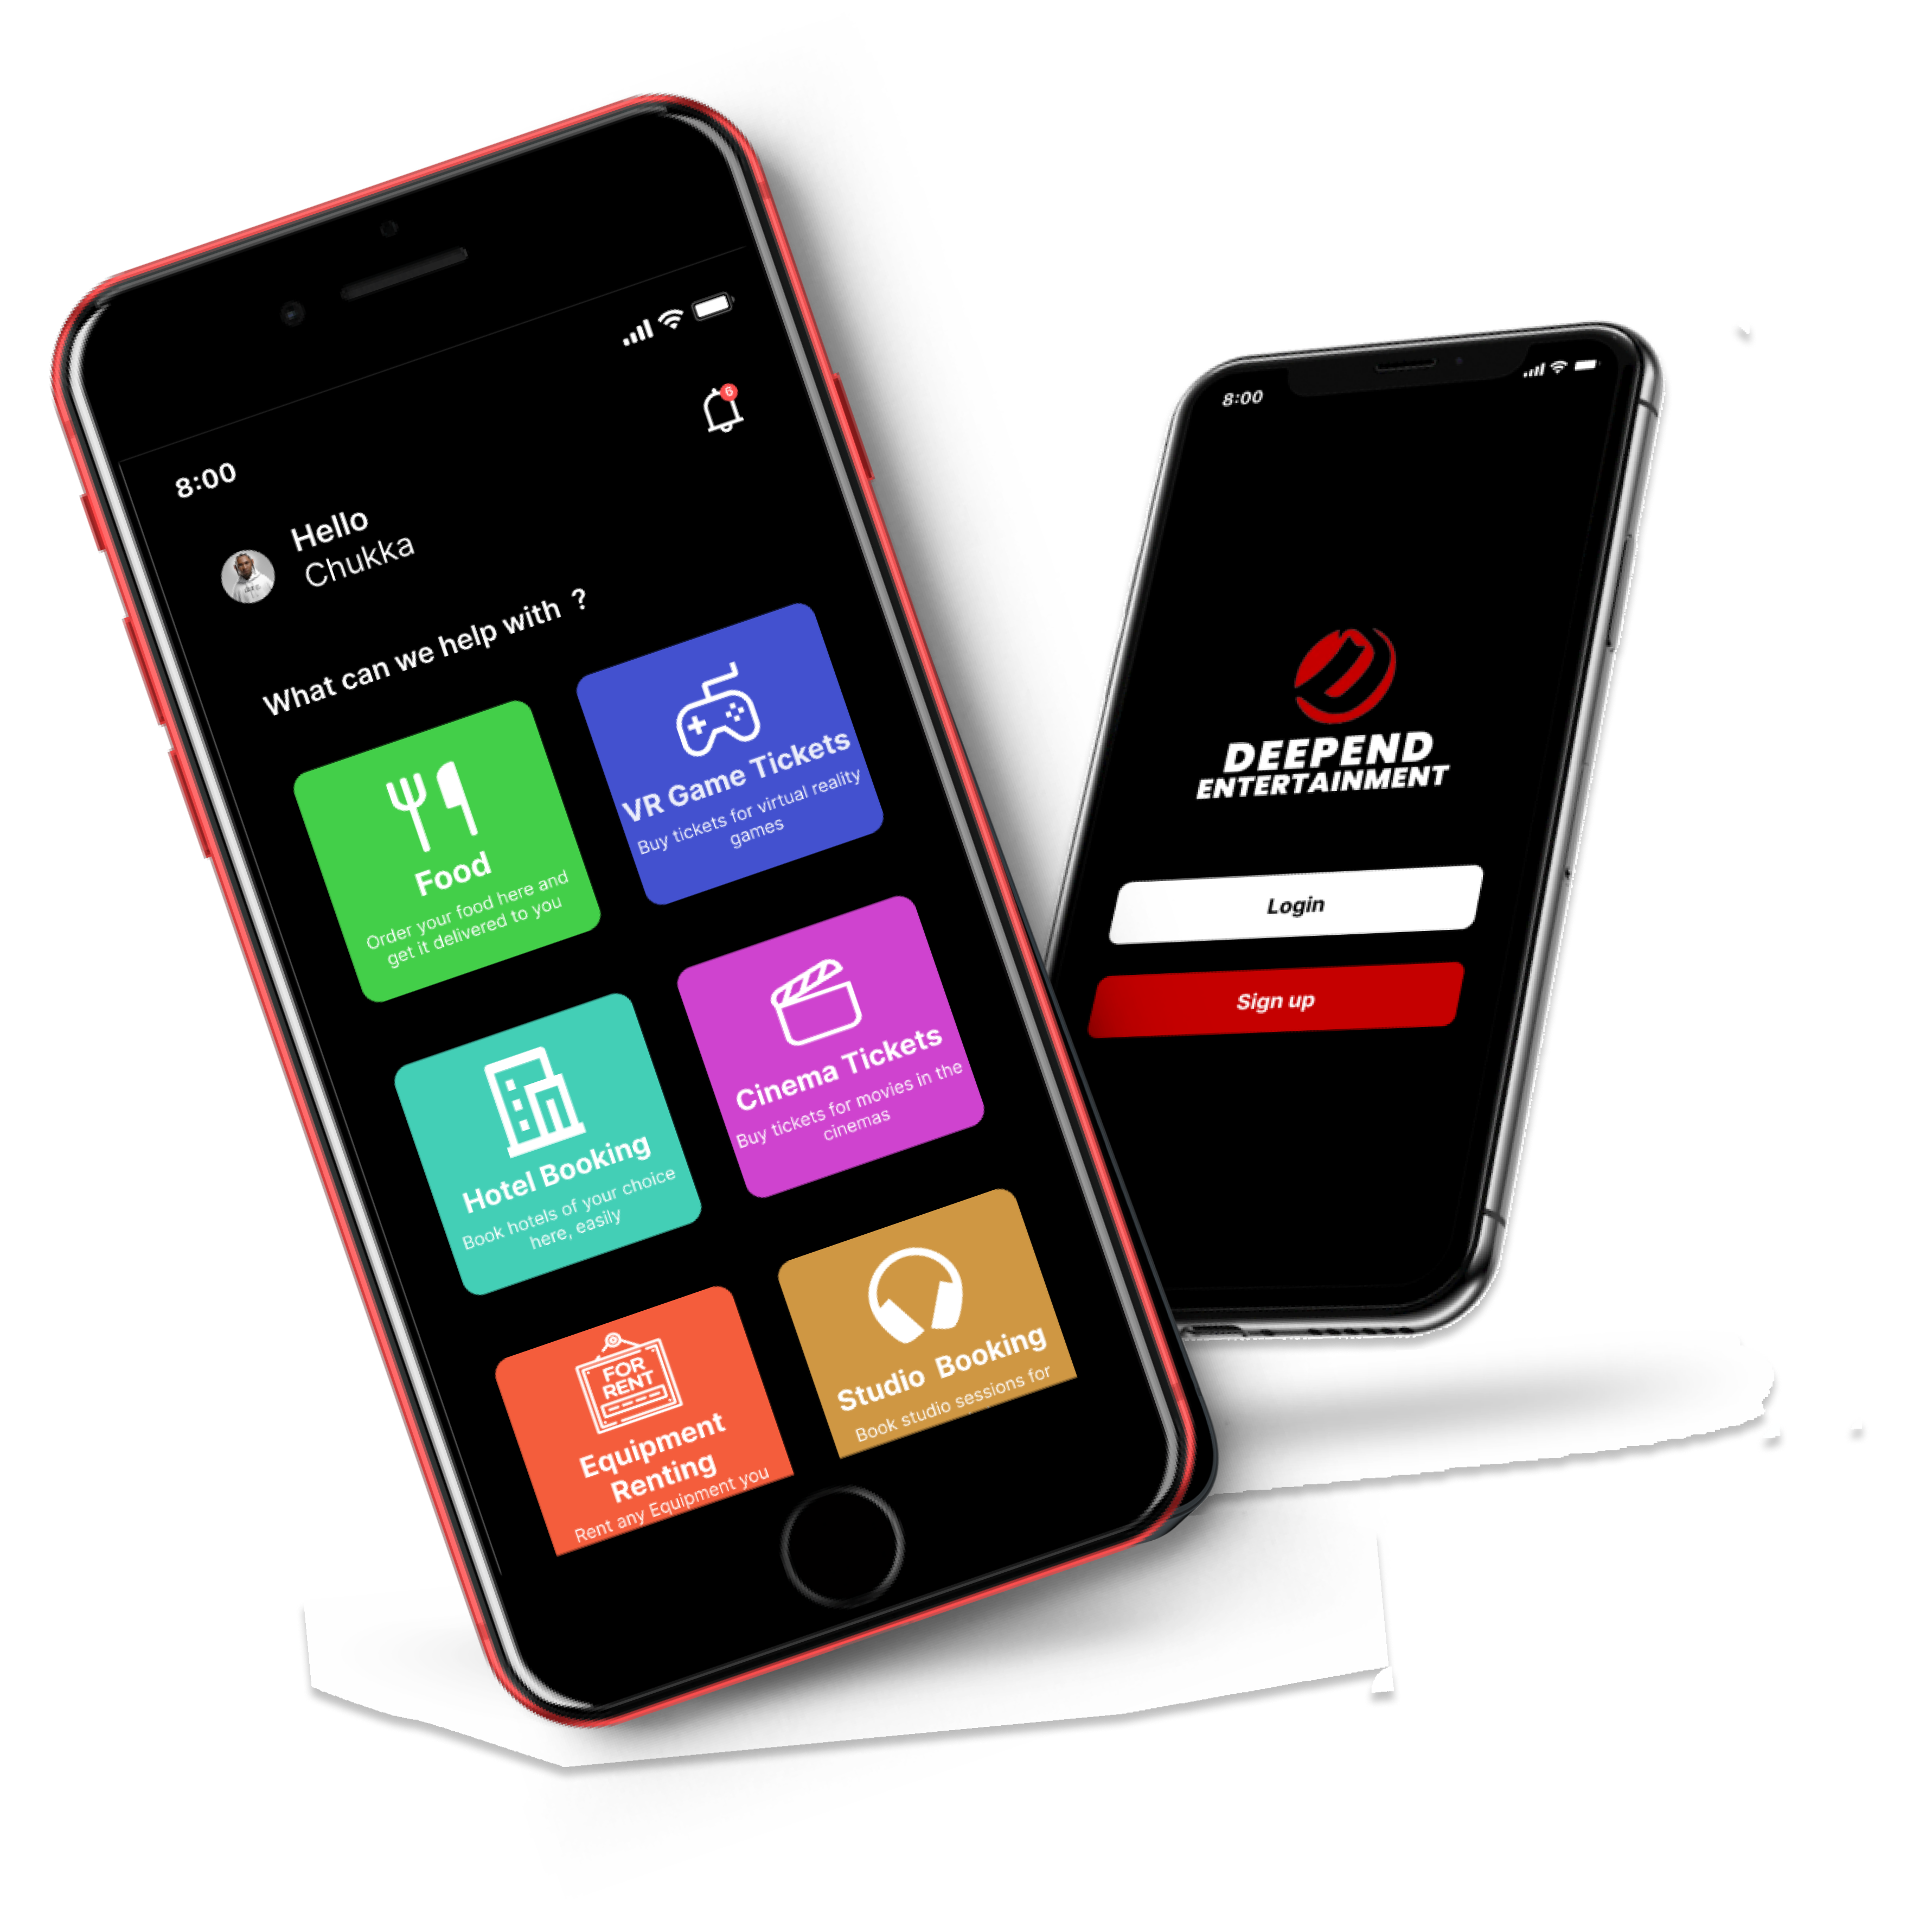 8:00
6
Hello
Chukka
What can we help with ?
Food
Order your food here and
get it delivered to you
VR Game Tickets
Buy tickets for virtual reality
games
Hotel Booking
Book hotels of your choice
here, easily
Cinema Tickets
Buy tickets for movies in the
cinemas
FOR
RENT
Equipment
Renting
Rent any Equipment you
Studio Booking
Book studio sessions for
8:00
DEEPEND
ENTERTAINMENT
Login
Sign up